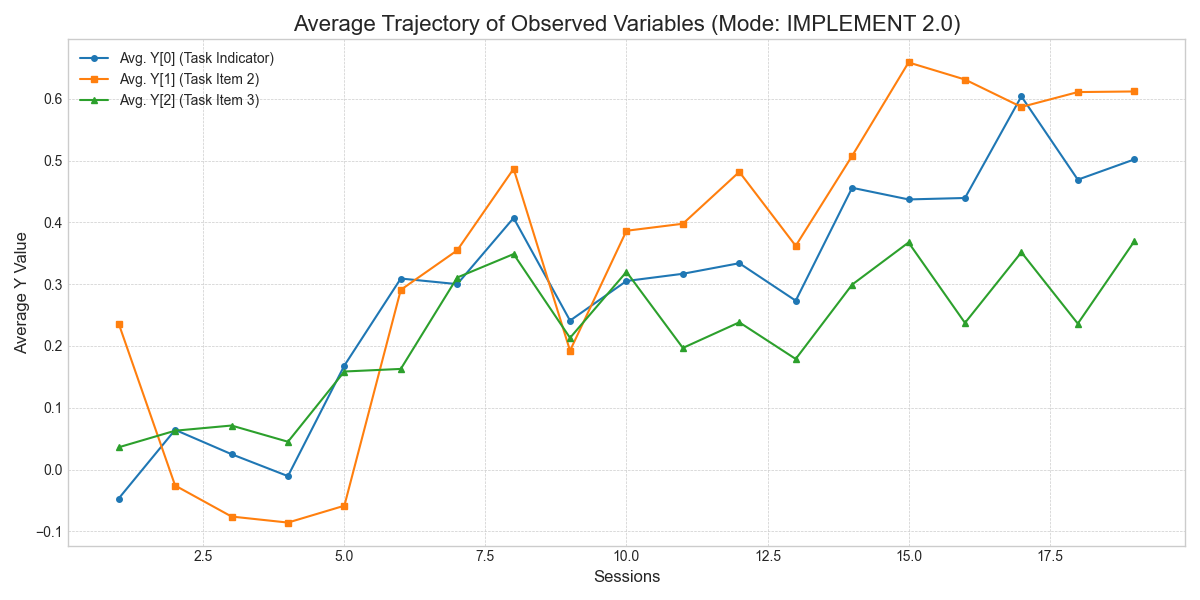 Average Trajectory of Observed Variables (Mode: IMPLEMENT 2.0)
Avg. Y[0] (Task Indicator)
Avg. Y[1] (Task Item 2)
Avg. Y[2] (Task Item 3)
Average Y Value
0.6
0.5
0.4
0.3
0.2
0.1
0.0
−0.1
2.5 5.0 7.5 10.0 12.5 15.0 17.5
Sessions